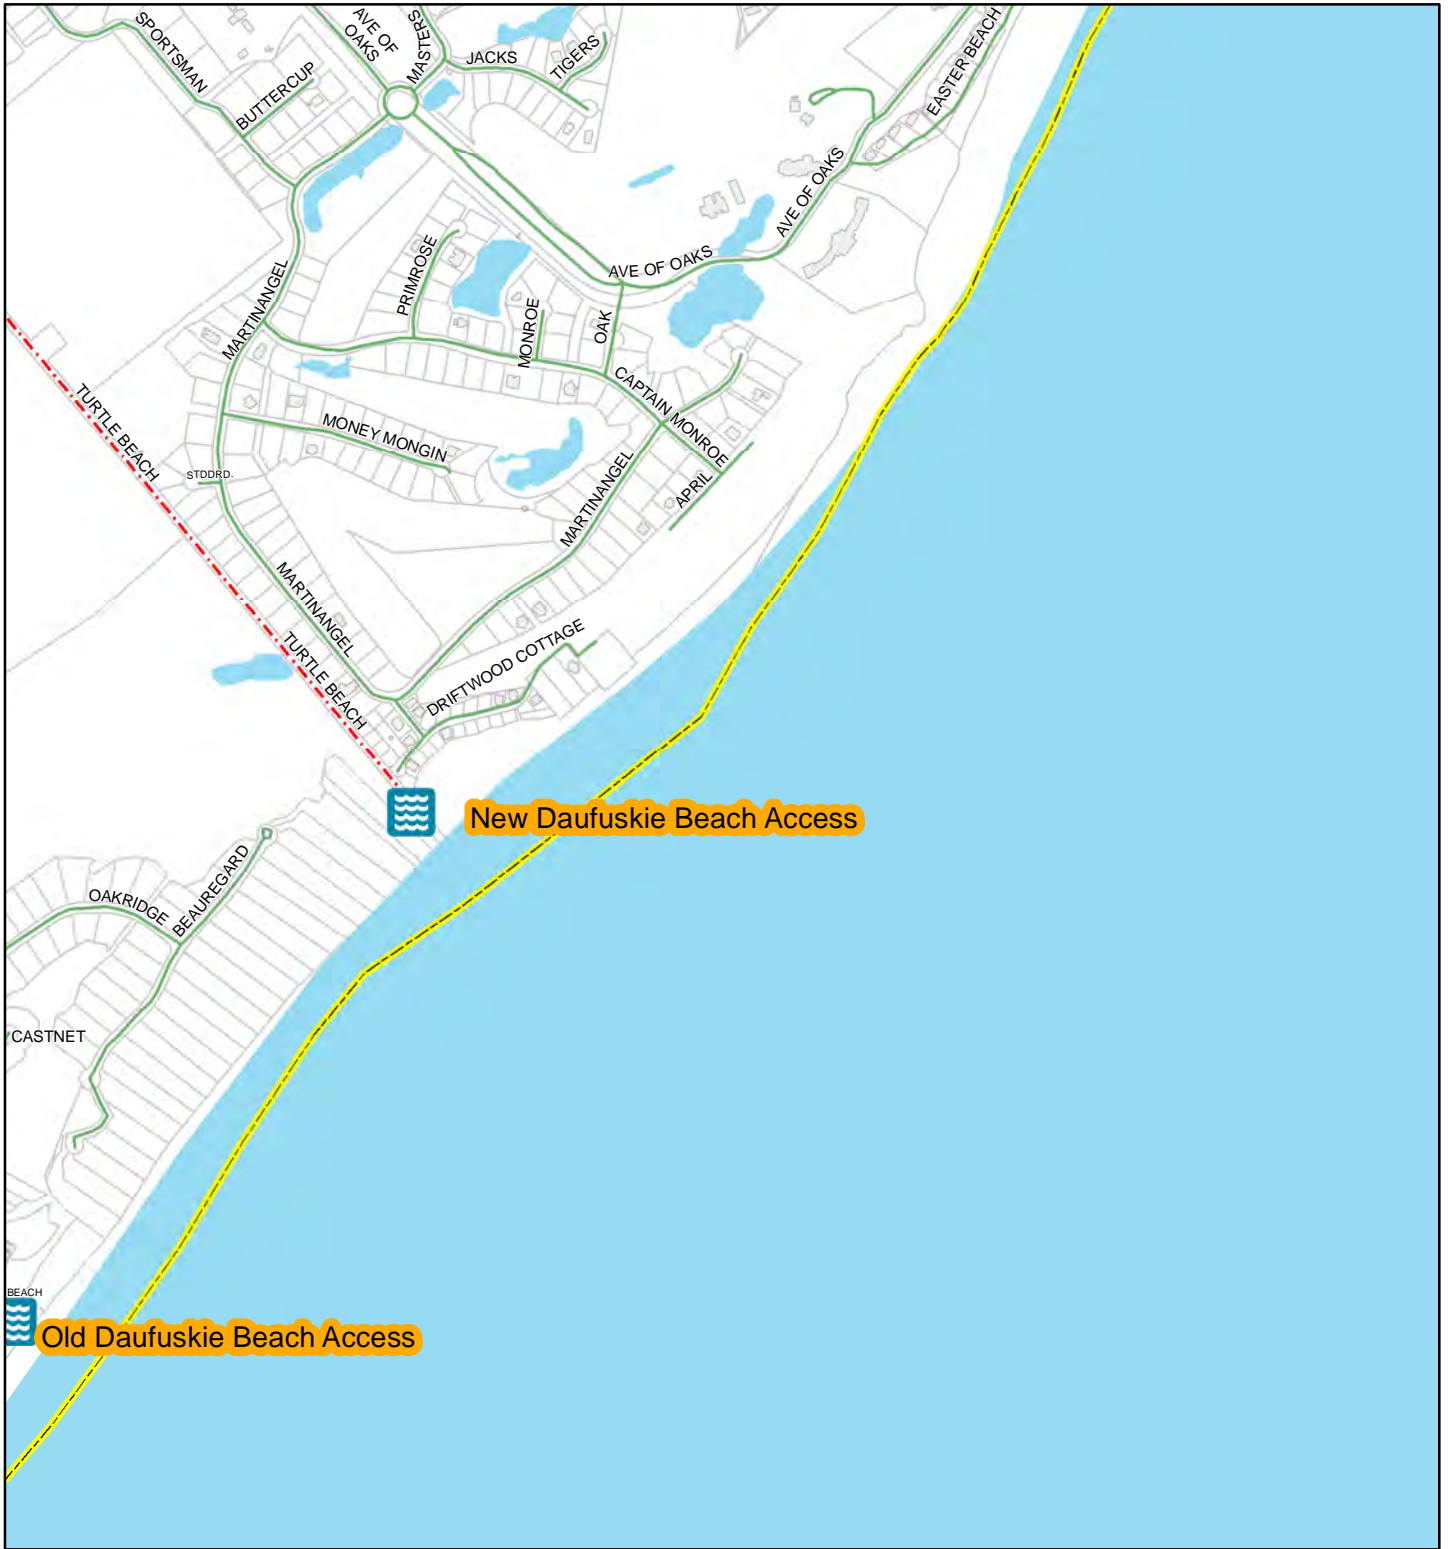 SPORTSMAN
AVE OF
OAKS
MASTERS
JACKS
TIGERS
BUTTERCUP
EASTER BEACH
AVE OF OAKS
PRIMROSE
AVE OF OAKS
MARTINANGEL
MONROE
OAK
CAPTAIN MONROE
TURTLE BEACH
MONEY MONGIN
STDDRD.
APRIL
MARTINANGEL
MARTINANGEL
TURTLE BEACH
DRIFTWOOD COTTAGE
New Daufuskie Beach Access
BEAUREGARD
OAKRIDGE
CASTNET
BEACH
Old Daufuskie Beach Access